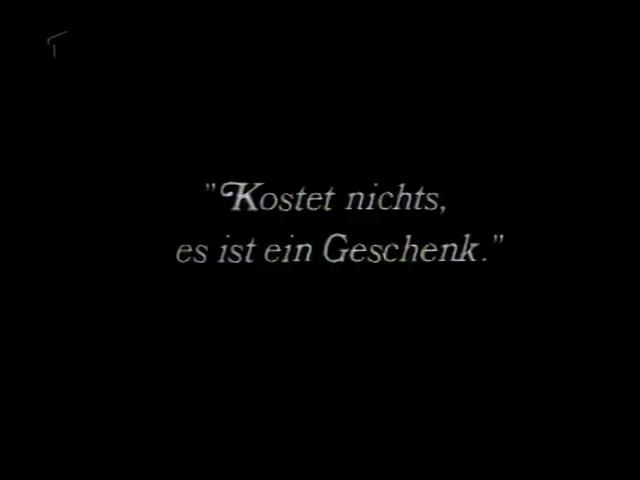 "Kostet nichts,
es ist ein Geschenk."